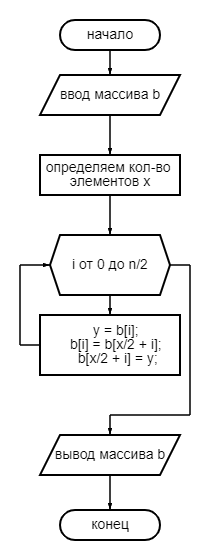 начало
ввод массива b
определяем кол-во
элементов x
i от 0 до n/2
y = b[i];
b[i] = b[x/2 + i];
b[x/2 + i] = y;
вывод массива b
конец